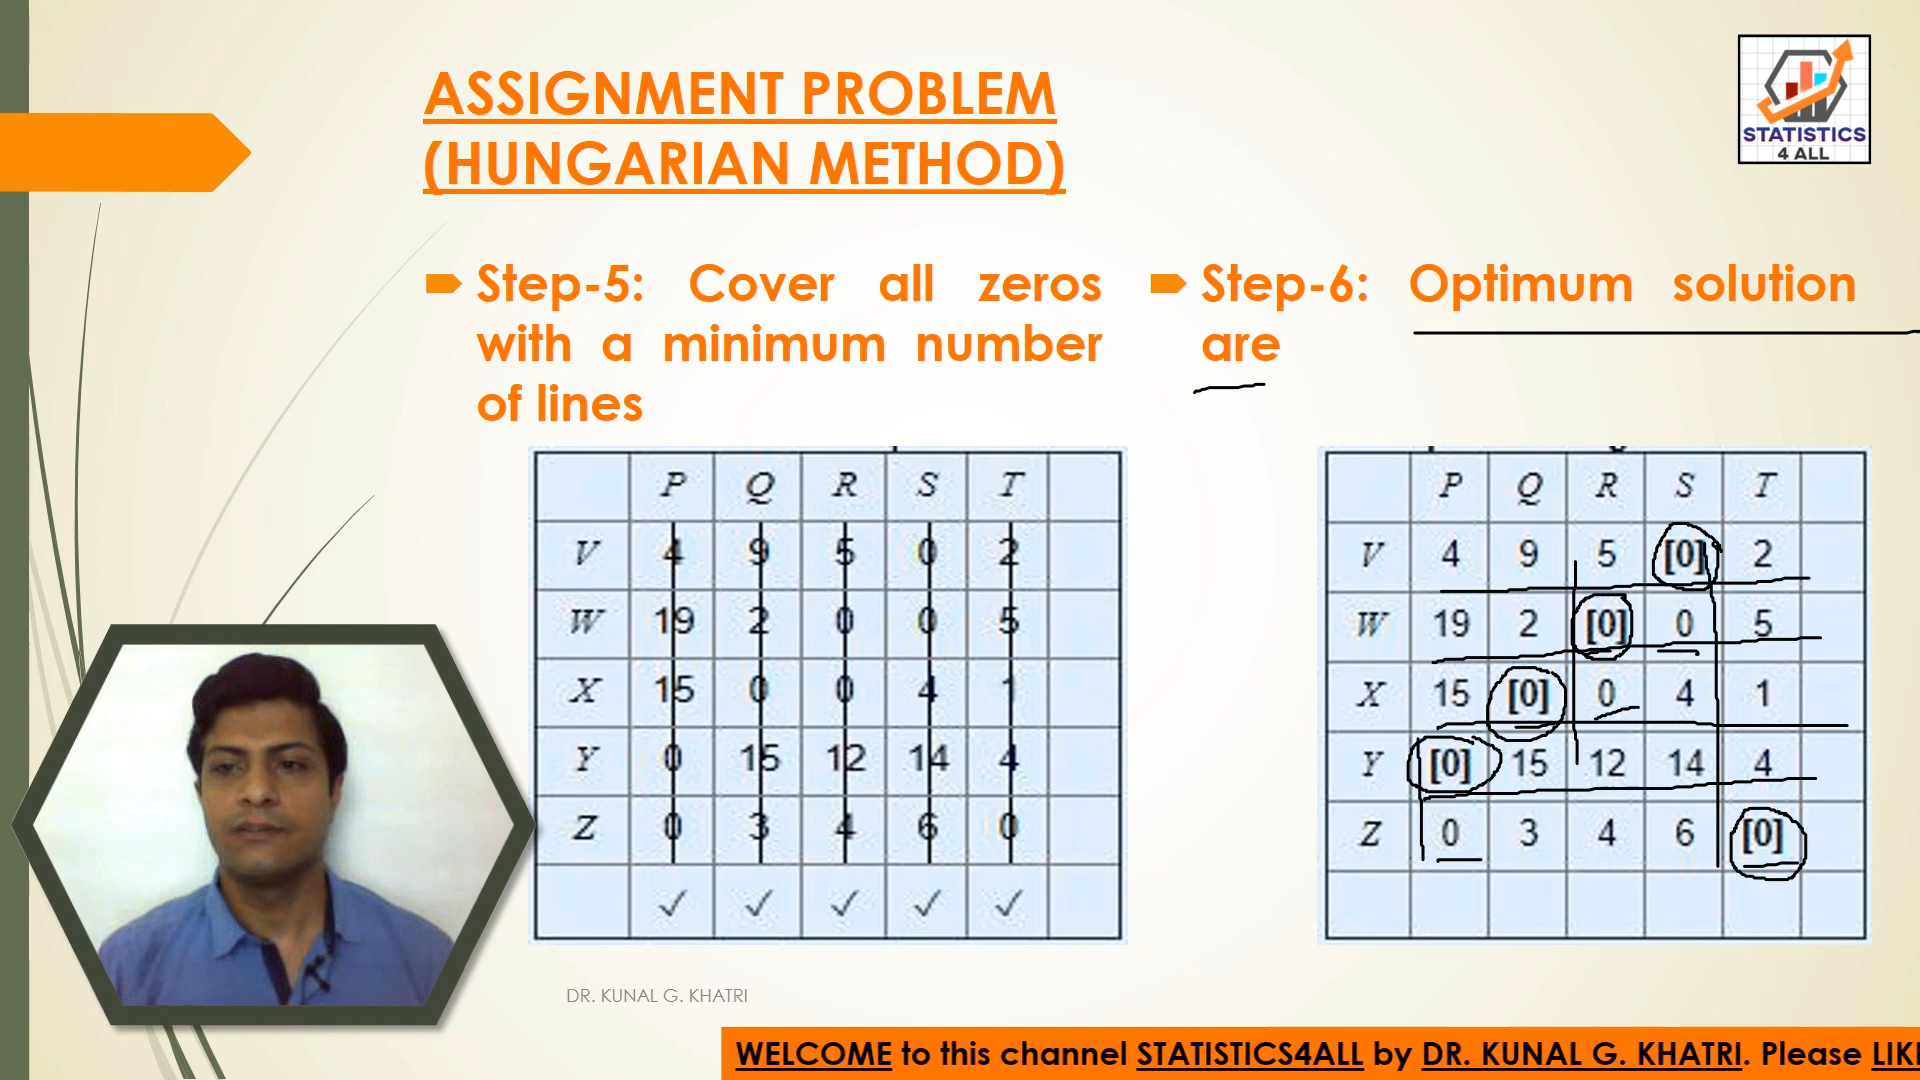 ASSIGNMENT PROBLEM
(HUNGARIAN METHOD)
STATISTICS
4 ALL
Step-5: Cover all zeros
with a minimum number
of lines
Step-6: Optimum solution
are
P Q R S T
V 4 9 5 0 2
W 19 2 0 0 5
X 15 0 0 4 1
Y 0 15 12 14 4
Z 0 3 4 6 0
✓ ✓ ✓ ✓ ✓
P Q R S T
V 4 9 5 [0] 2
W 19 2 [0] 0 5
X 15 [0] 0 4 1
Y [0] 15 12 14 4
Z 0 3 4 6 [0]
DR. KUNAL G. KHATRI
WELCOME to this channel STATISTICS4ALL by DR. KUNAL G. KHATRI. Please